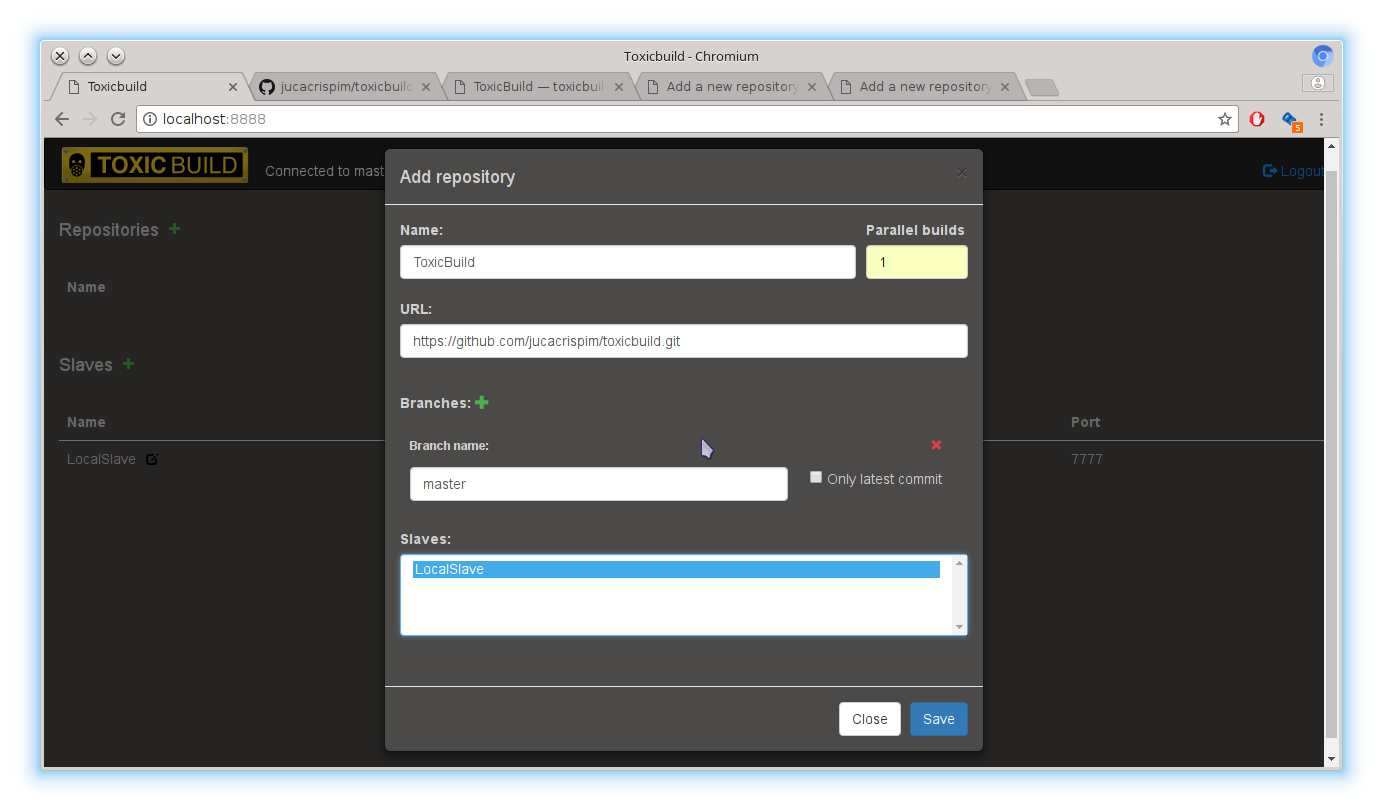 Toxicbuild - Chromium
Toxicbuild
jucacrispim/toxicbuild
ToxicBuild — toxicbuil
Add a new repository
Add a new repository
localhost:8888
5
TOXIC BUILD
Connected to mast
Logout
Add repository
Repositories
Name
Slaves
Name
Port
LocalSlave
7777
Name:
Parallel builds
ToxicBuild
1
URL:
https://github.com/jucacrispim/toxicbuild.git
Branches:
Branch name:
master
Only latest commit
Slaves:
LocalSlave
Close
Save